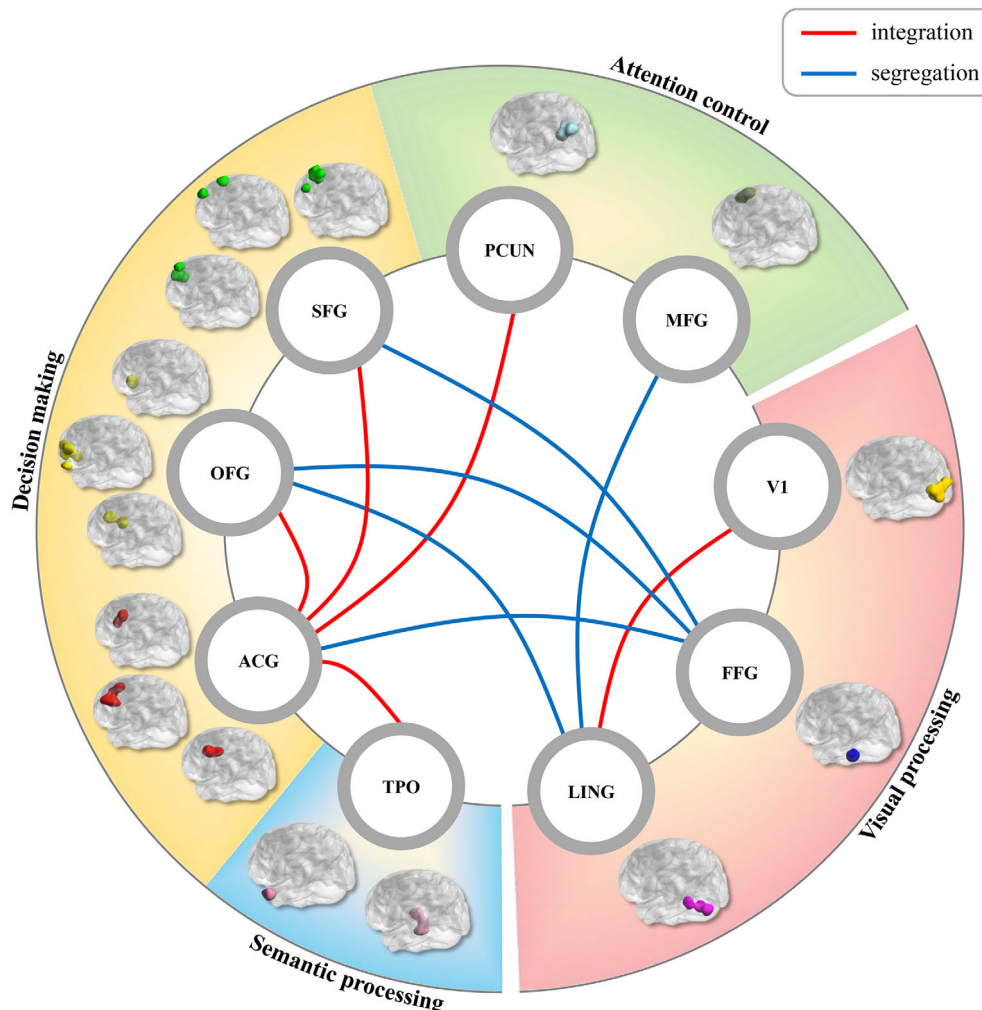 integration
segregation
Attention control
PCUN
SFG
MFG
Decision making
OFG
V1
ACG
FFG
TPO
LING
Visual processing
Semantic processing